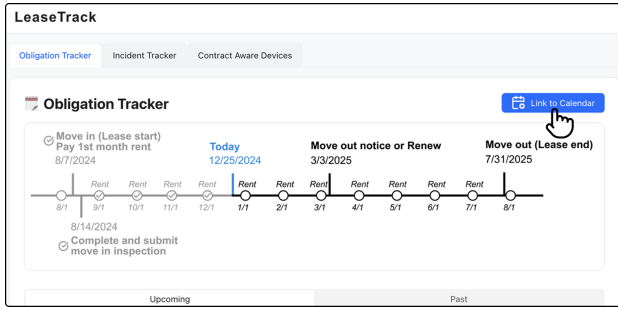 LeaseTrack
Obligation Tracker Incident Tracker Contract Aware Devices
Obligation Tracker
Link to Calendar
Move in (Lease start)
Pay 1st month rent
8/7/2024
Today
12/25/2024
Move out notice or Renew
3/3/2025
Move out (Lease end)
7/31/2025
Rent Rent Rent Rent Rent Rent Rent Rent Rent Rent Rent
8/1 9/1 10/1 11/1 12/1 1/1 2/1 3/1 4/1 5/1 6/1 7/1 8/1
8/14/2024
Complete and submit
move in inspection
Upcoming Past